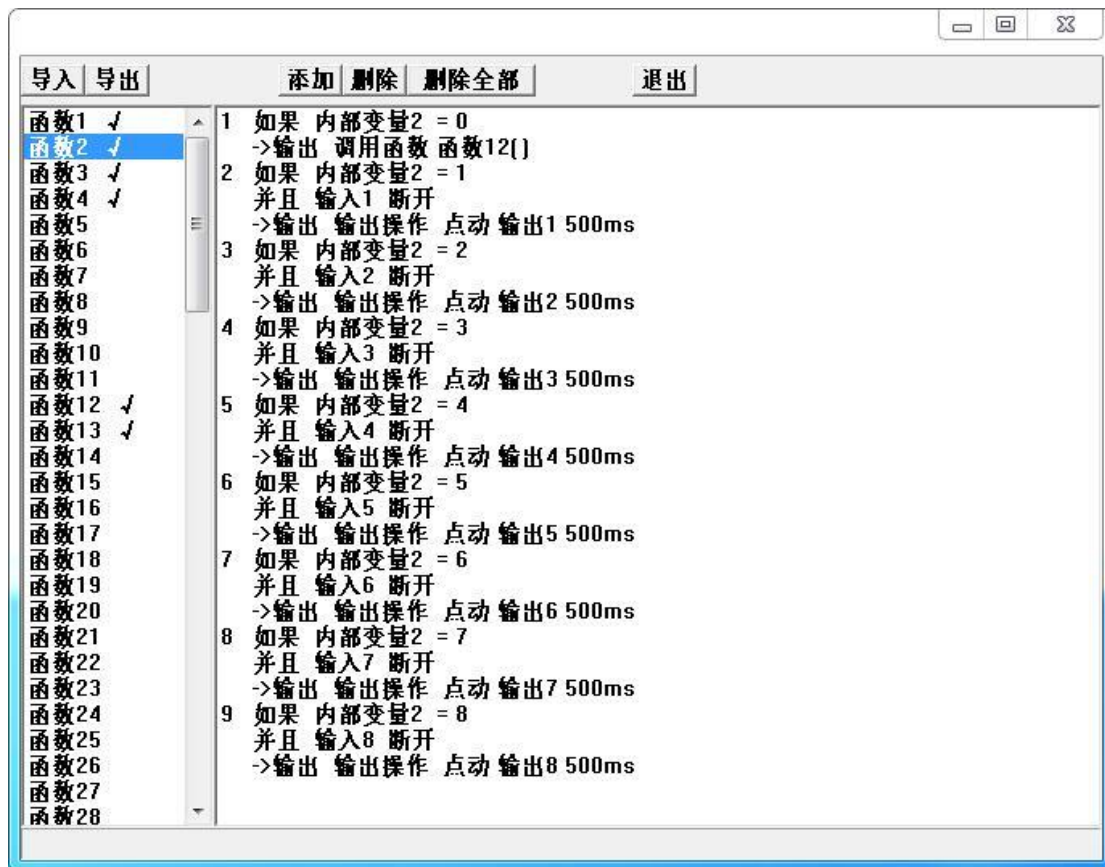 导入 导出 添加 删除 删除全部 退出
函数1 √
函数2 √
函数3 √
函数4 √
函数5
函数6
函数7
函数8
函数9
函数10
函数11
函数12 √
函数13 √
函数14
函数15
函数16
函数17
函数18
函数19
函数20
函数21
函数22
函数23
函数24
函数25
函数26
函数27
函数28
1 如果 内部变量2 = 0
->输出 调用函数 函数12()
2 如果 内部变量2 = 1
并且 输入1 断开
->输出 输出操作 点动 输出1 500ms
3 如果 内部变量2 = 2
并且 输入2 断开
->输出 输出操作 点动 输出2 500ms
4 如果 内部变量2 = 3
并且 输入3 断开
->输出 输出操作 点动 输出3 500ms
5 如果 内部变量2 = 4
并且 输入4 断开
->输出 输出操作 点动 输出4 500ms
6 如果 内部变量2 = 5
并且 输入5 断开
->输出 输出操作 点动 输出5 500ms
7 如果 内部变量2 = 6
并且 输入6 断开
->输出 输出操作 点动 输出6 500ms
8 如果 内部变量2 = 7
并且 输入7 断开
->输出 输出操作 点动 输出7 500ms
9 如果 内部变量2 = 8
并且 输入8 断开
->输出 输出操作 点动 输出8 500ms